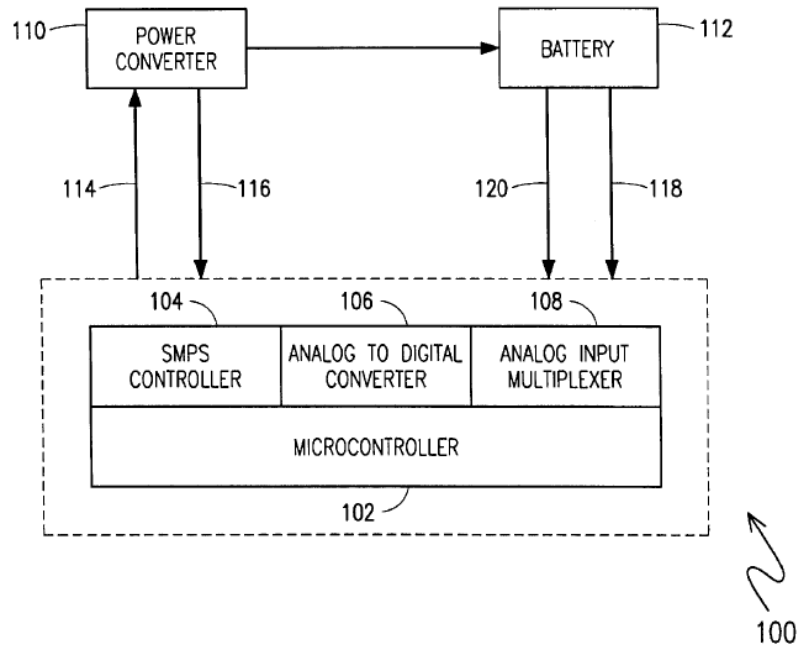 110
POWER
CONVERTER
BATTERY
112
114
116
120
118
104
106
108
SMPS
CONTROLLER
ANALOG TO DIGITAL
CONVERTER
ANALOG INPUT
MULTIPLEXER
MICROCONTROLLER
102
100